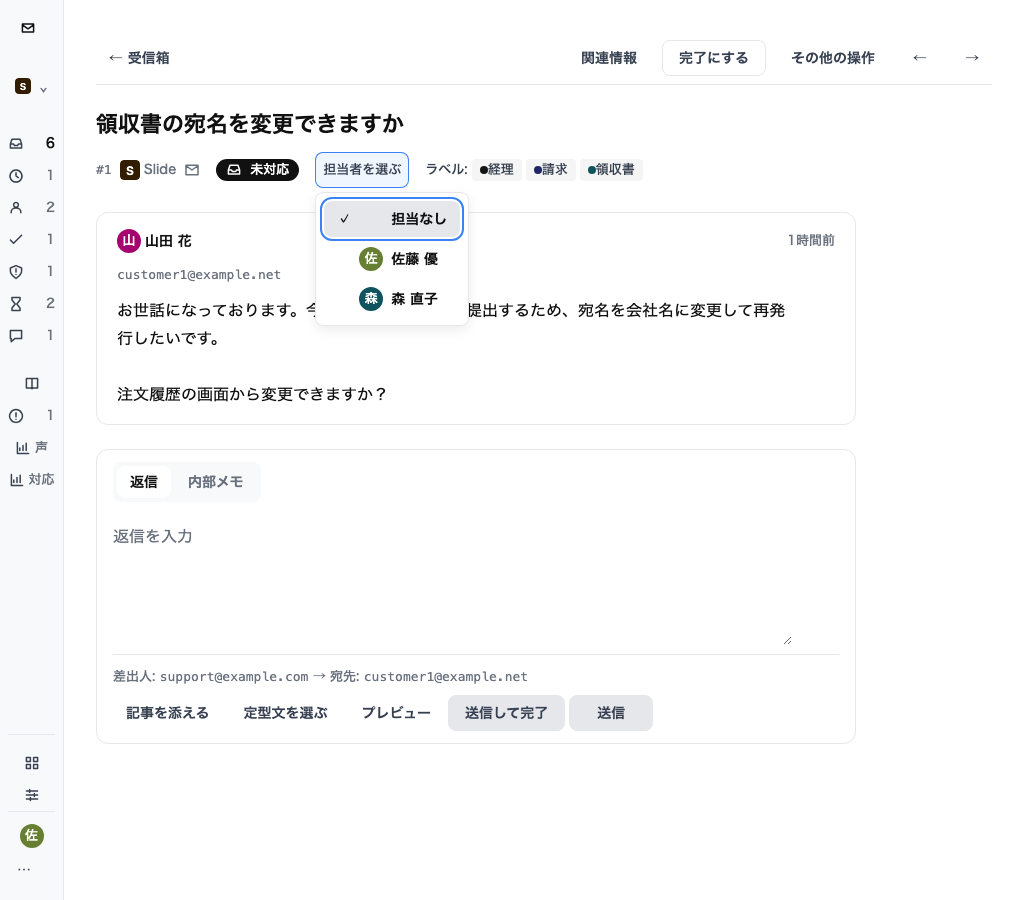 S
6
1
2
1
1
2
1
1
声
対応
佐
…
← 受信箱
関連情報
完了にする
その他の操作
←
→
領収書の宛名を変更できますか
#1 S Slide 未対応 担当者を選ぶ ラベル: 経理 請求 領収書
✓ 担当なし
佐 佐藤 優
森 森 直子
山 山田 花
1時間前
customer1@example.net
お世話になっております。今
提出するため、宛名を会社名に変更して再発
行したいです。
注文履歴の画面から変更できますか？
返信 内部メモ
返信を入力
差出人: support@example.com → 宛先: customer1@example.net
記事を添える 定型文を選ぶ プレビュー 送信して完了 送信